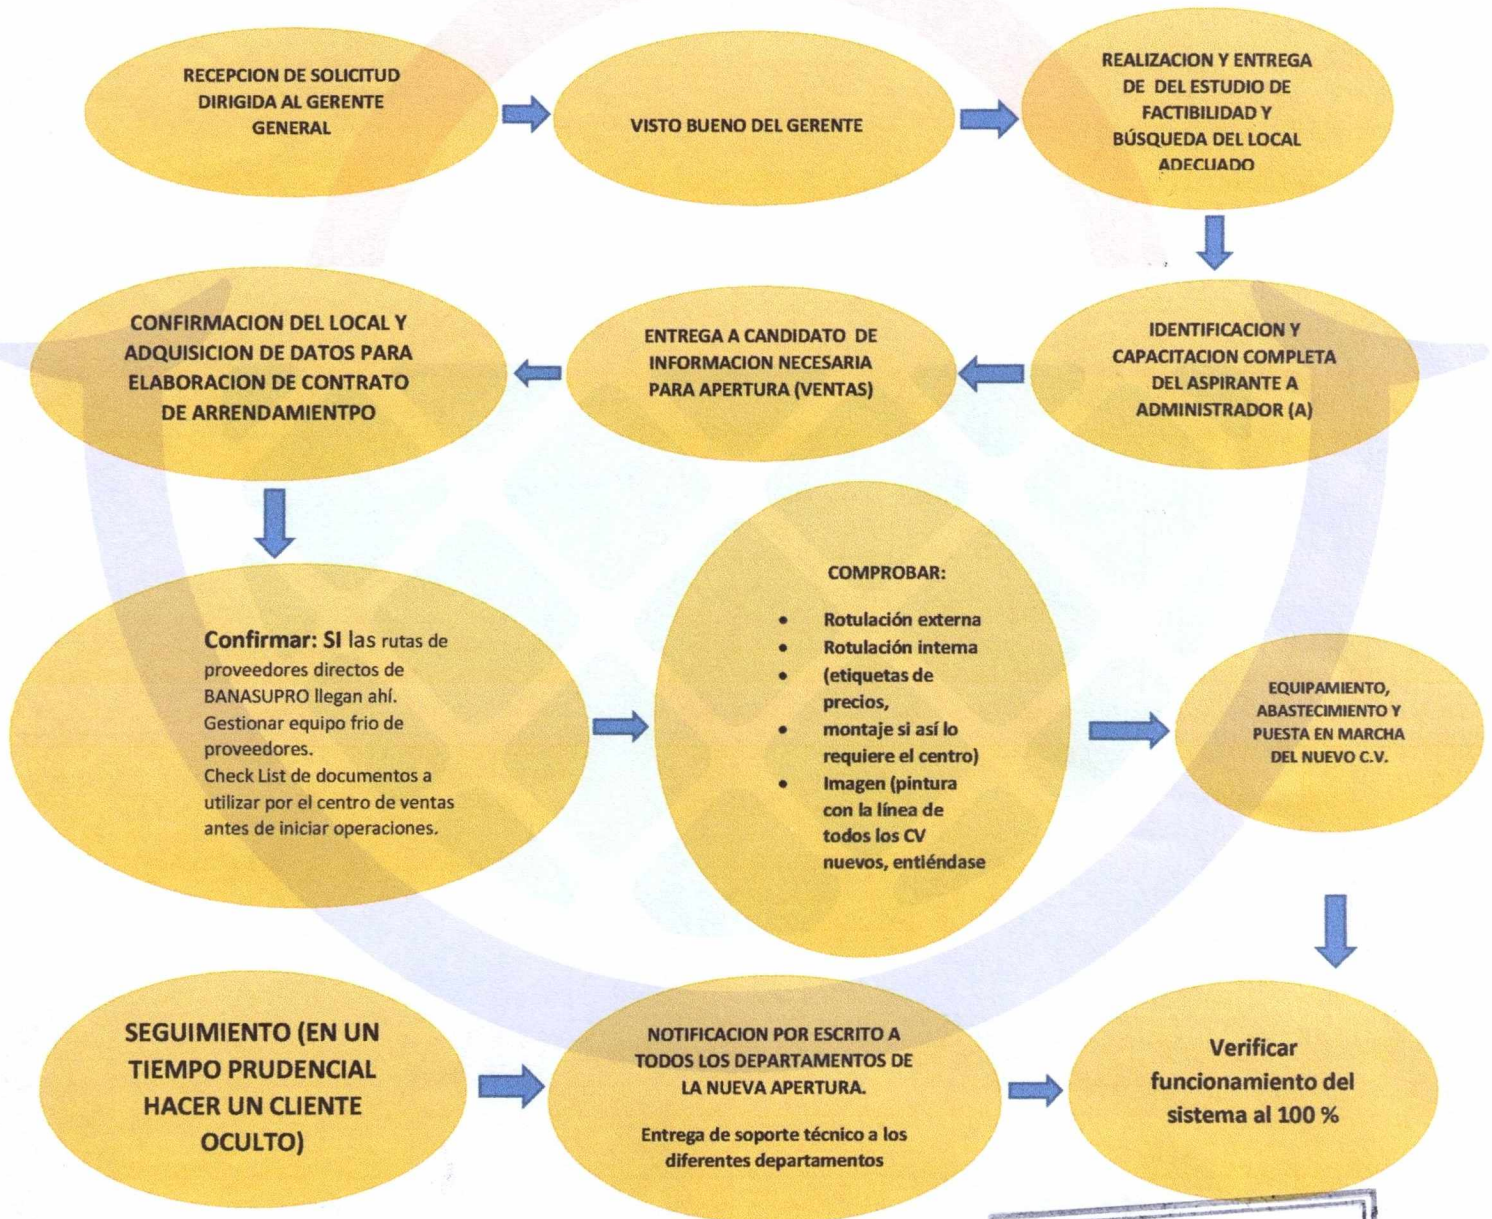 RECEPCION DE SOLICITUD
DIRIGIDA AL GERENTE
GENERAL
VISTO BUENO DEL GERENTE
REALIZACION Y ENTREGA
DE DEL ESTUDIO DE
FACTIBILIDAD Y
BÚSQUEDA DEL LOCAL
ADECUADO
CONFIRMACION DEL LOCAL Y
ADQUISICION DE DATOS PARA
ELABORACION DE CONTRATO
DE ARRENDAMIENTPO
ENTREGA A CANDIDATO DE
INFORMACION NECESARIA
PARA APERTURA (VENTAS)
IDENTIFICACION Y
CAPACITACION COMPLETA
DEL ASPIRANTE A
ADMINISTRADOR (A)
Confirmar: SI las rutas de
proveedores directos de
BANASUPRO llegan ahí.
Gestionar equipo frio de
proveedores.
Check List de documentos a
utilizar por el centro de ventas
antes de iniciar operaciones.
COMPROBAR:
• Rotulación externa
• Rotulación interna
• (etiquetas de
precios,
• montaje si así lo
requiere el centro)
• Imagen (pintura
con la línea de
todos los CV
nuevos, entiéndase
EQUIPAMIENTO,
ABASTECIMIENTO Y
PUESTA EN MARCHA
DEL NUEVO C.V.
SEGUIMIENTO (EN UN
TIEMPO PRUDENCIAL
HACER UN CLIENTE
OCULTO)
NOTIFICACION POR ESCRITO A
TODOS LOS DEPARTAMENTOS DE
LA NUEVA APERTURA.
Entrega de soporte técnico a los
diferentes departamentos
Verificar
funcionamiento del
sistema al 100 %